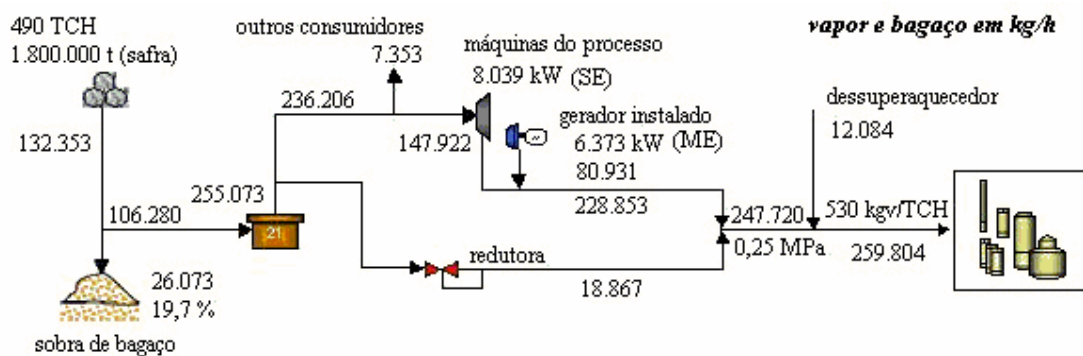 490 TCH
1.800.000 t (safra)
outros consumidores
7.353
vapor e bagaço em kg/h
máquinas do processo
8.039 kW (SE)
236.206
dessuperaquecedor
12.084
gerador instalado
6.373 kW (ME)
132.353
147.922
80.931
255.073
106.280
228.853
247.720
530 kgv/TCH
21
redutora
0,25 MPa
259.804
26.073
19,7 %
18.867
sobra de bagaço